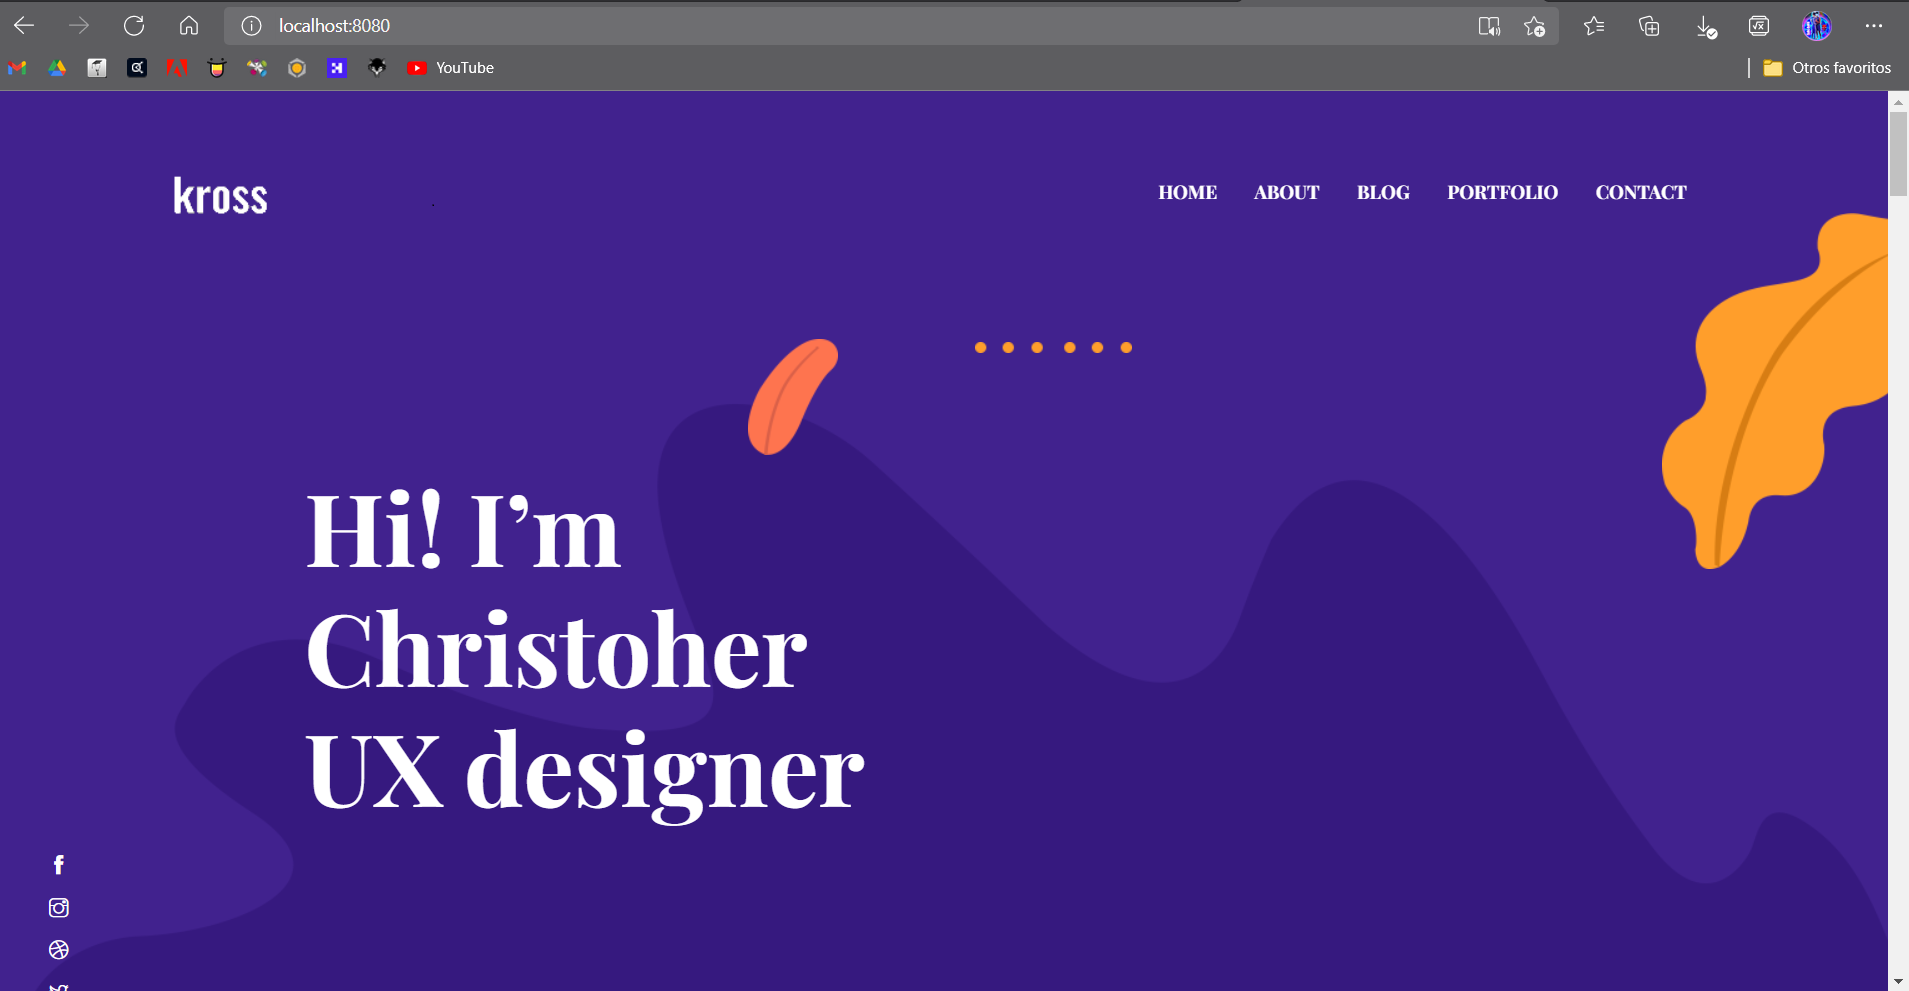 localhost:8080
YouTube
Otros favoritos
kross
HOME ABOUT BLOG PORTFOLIO CONTACT
Hi! I’m
Christoher
UX designer